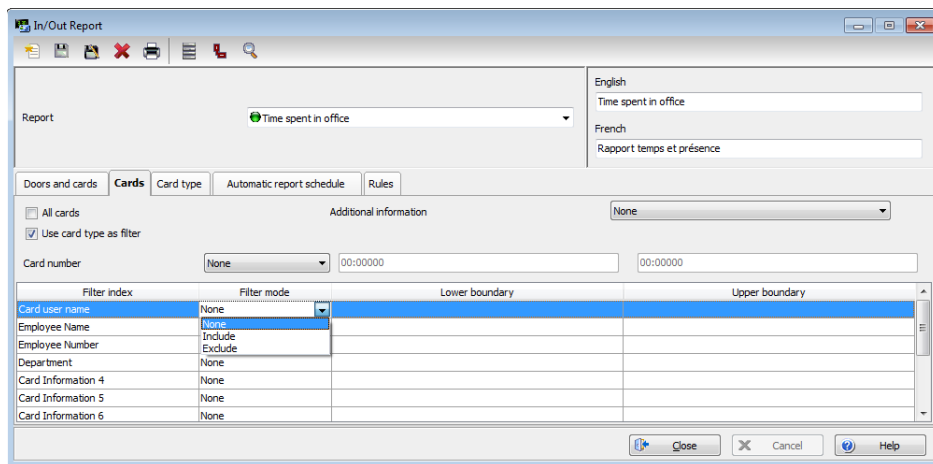 In/Out Report
English
Time spent in office
Report
Time spent in office
French
Rapport temps et présence
Doors and cards
Cards
Card type
Automatic report schedule
Rules
All cards
Additional information
None
Use card type as filter
Card number
None
00:00000
00:00000
Filter index
Filter mode
Lower boundary
Upper boundary
Card user name
None
None
Include
Exclude
Employee Name
Employee Number
Department
None
Card Information 4
None
Card Information 5
None
Card Information 6
None
Close
Cancel
Help